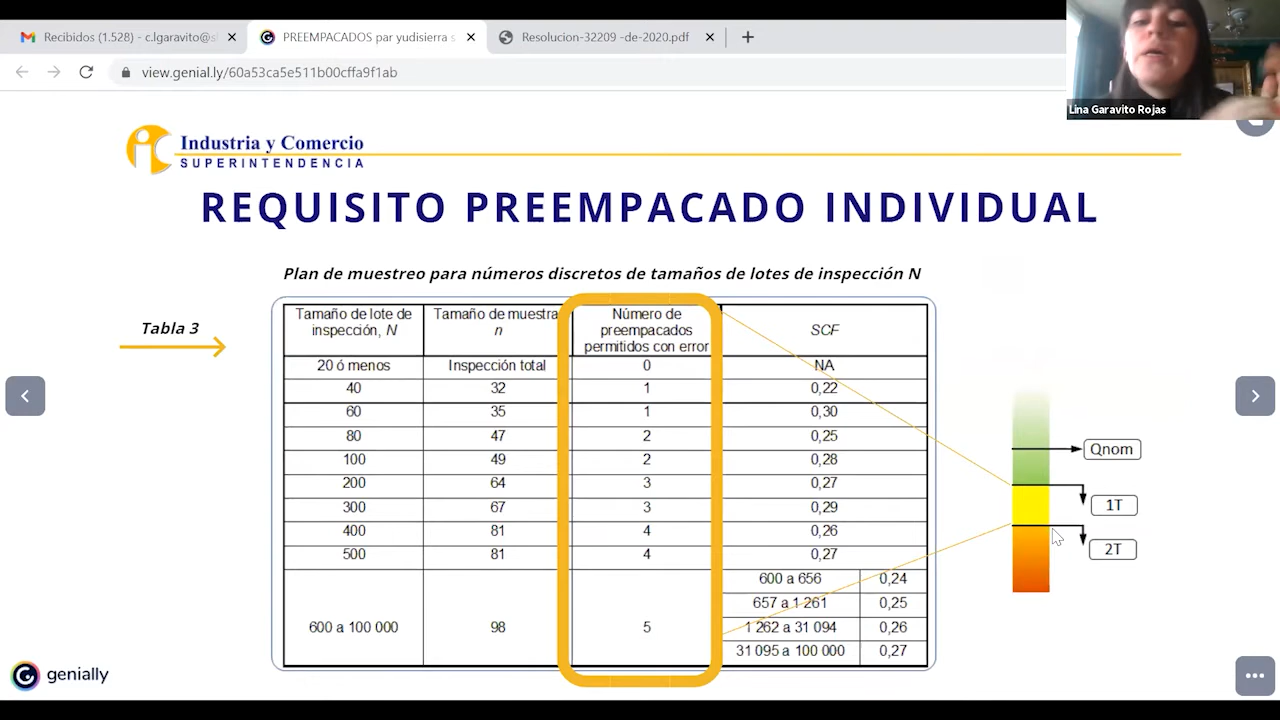 Recibidos (1.528) - c.lgaravito@s
PREEMPACADOS par yudisierra s
Resolucion-32209 -de-2020.pdf
view.genial.ly/60a53ca5e511b00cffa9f1ab
Lina Garavito Rojas
Industria y Comercio
SUPERINTENDENCIA
REQUISITO PREEMPACADO INDIVIDUAL
Plan de muestreo para números discretos de tamaños de lotes de inspección N
Tabla 3
Tamaño de lote de inspección, N
Tamaño de muestra n
Número de preempacados permitidos con error
SCF
20 ó menos Inspección total 0 NA
40 32 1 0,22
60 35 1 0,30
80 47 2 0,25
100 49 2 0,28
200 64 3 0,27
300 67 3 0,29
400 81 4 0,26
500 81 4 0,27
600 a 100 000 98 5
600 a 656 0,24
657 a 1 261 0,25
1 262 a 31 094 0,26
31 095 a 100 000 0,27
Qnom
1T
2T
genially